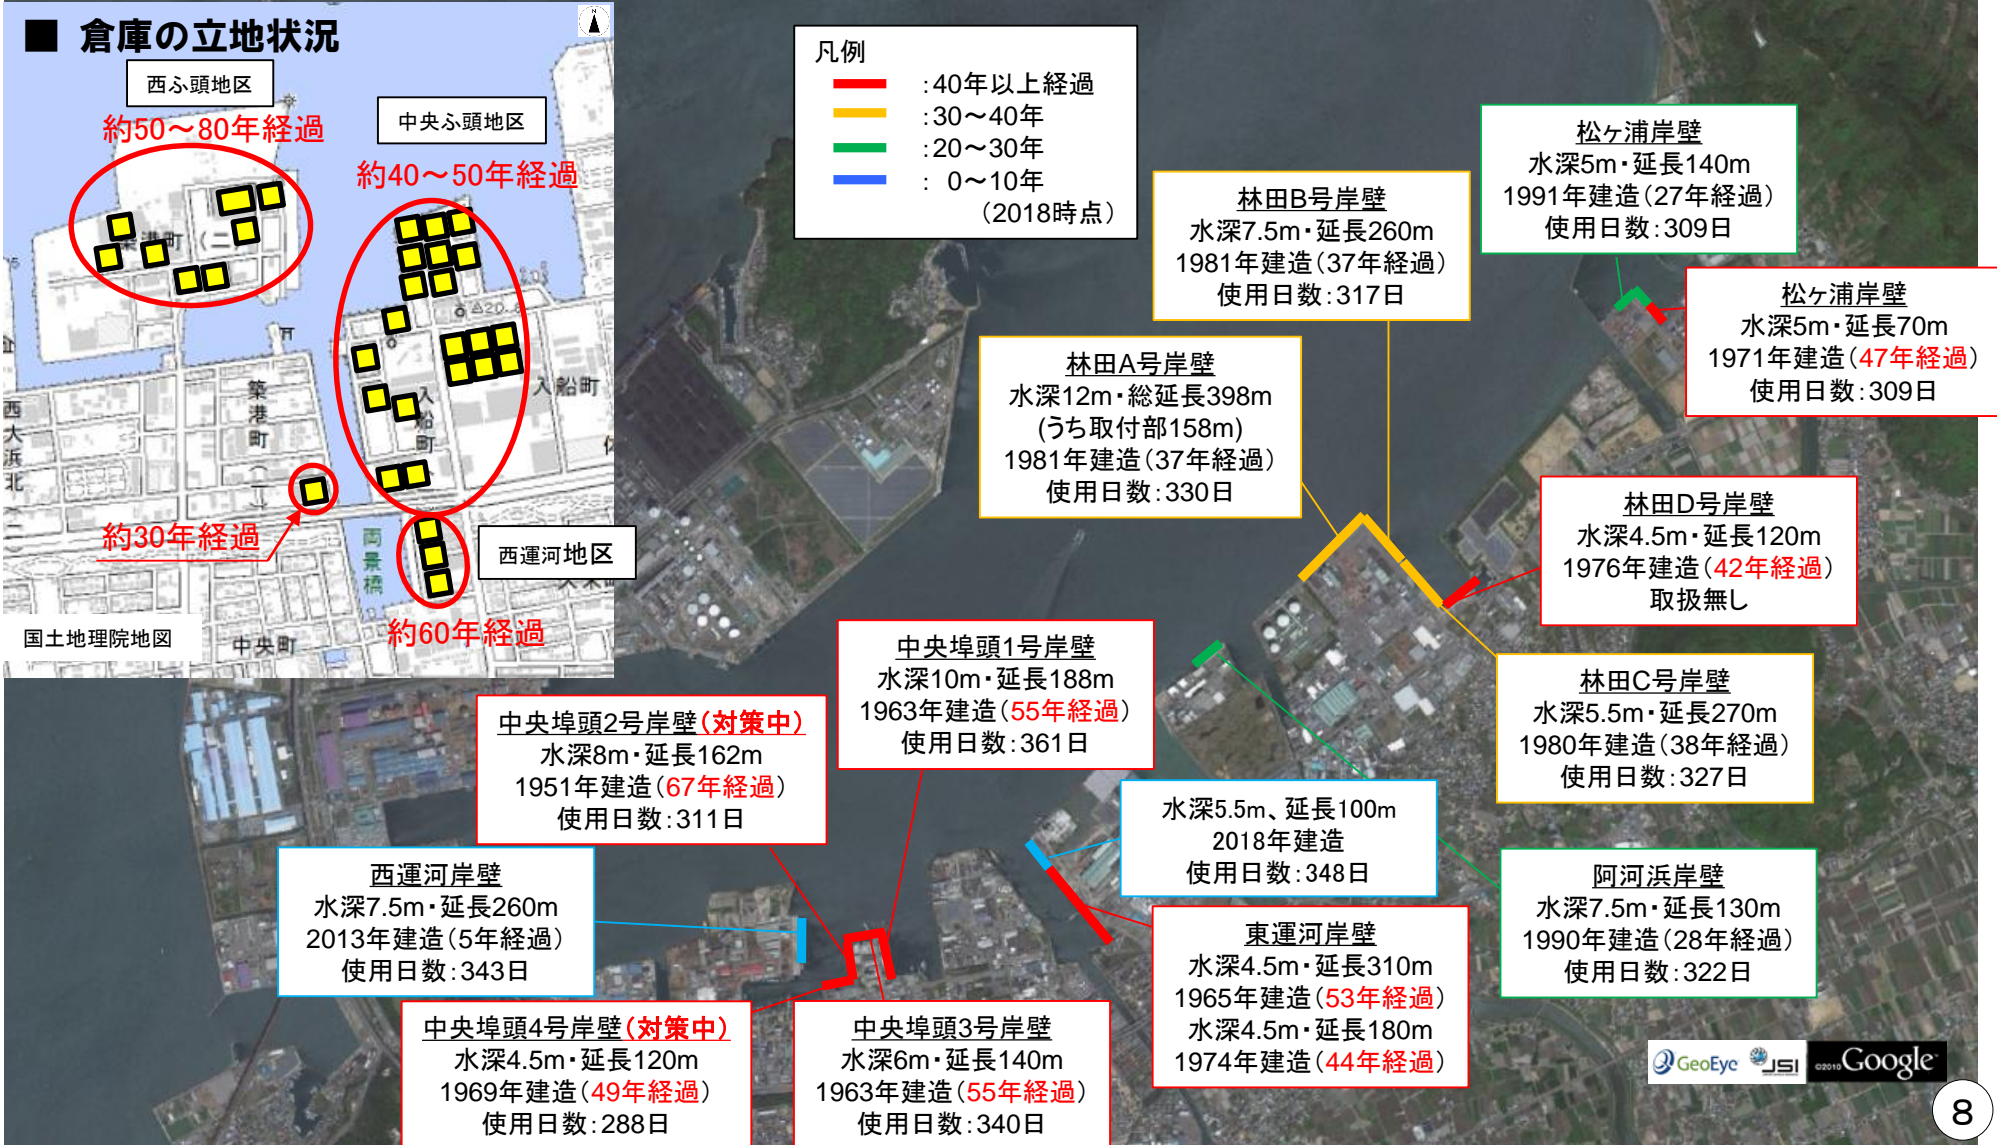 ■ 倉庫の立地状況
N
西ふ頭地区
約50～80年経過
中央ふ頭地区
約40～50年経過
築港町(二)
△20.
入船町
入船町
築港町(二)
西大浜北
約30年経過
両景橋
西運河地区
約60年経過
中央町
国土地理院地図
凡例
:40年以上経過
:30～40年
:20～30年
: 0～10年
(2018時点)
松ヶ浦岸壁
水深5m・延長140m
1991年建造(27年経過)
使用日数:309日
林田B号岸壁
水深7.5m・延長260m
1981年建造(37年経過)
使用日数:317日
松ヶ浦岸壁
水深5m・延長70m
1971年建造(47年経過)
使用日数:309日
林田A号岸壁
水深12m・総延長398m
(うち取付部158m)
1981年建造(37年経過)
使用日数:330日
林田D号岸壁
水深4.5m・延長120m
1976年建造(42年経過)
取扱無し
中央埠頭1号岸壁
水深10m・延長188m
1963年建造(55年経過)
使用日数:361日
林田C号岸壁
水深5.5m・延長270m
1980年建造(38年経過)
使用日数:327日
中央埠頭2号岸壁(対策中)
水深8m・延長162m
1951年建造(67年経過)
使用日数:311日
水深5.5m、延長100m
2018年建造
使用日数:348日
西運河岸壁
水深7.5m・延長260m
2013年建造(5年経過)
使用日数:343日
阿河浜岸壁
水深7.5m・延長130m
1990年建造(28年経過)
使用日数:322日
東運河岸壁
水深4.5m・延長310m
1965年建造(53年経過)
水深4.5m・延長180m
1974年建造(44年経過)
中央埠頭4号岸壁(対策中)
水深4.5m・延長120m
1969年建造(49年経過)
使用日数:288日
中央埠頭3号岸壁
水深6m・延長140m
1963年建造(55年経過)
使用日数:340日
GeoEye JSI ©2010 Google
8